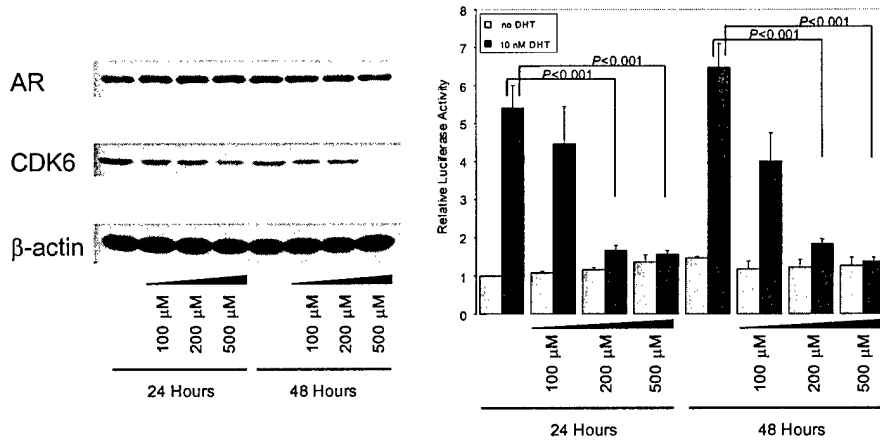 AR
CDK6
β-actin
100 μM
200 μM
500 μM
100 μM
200 μM
500 μM
24 Hours
48 Hours
Relative Luciferase Activity
8
7
6
5
4
3
2
1
0
no DHT
10 nM DHT
P<0.001
P<0.001
P<0.001
P<0.001
100 μM
200 μM
500 μM
100 μM
200 μM
500 μM
24 Hours
48 Hours